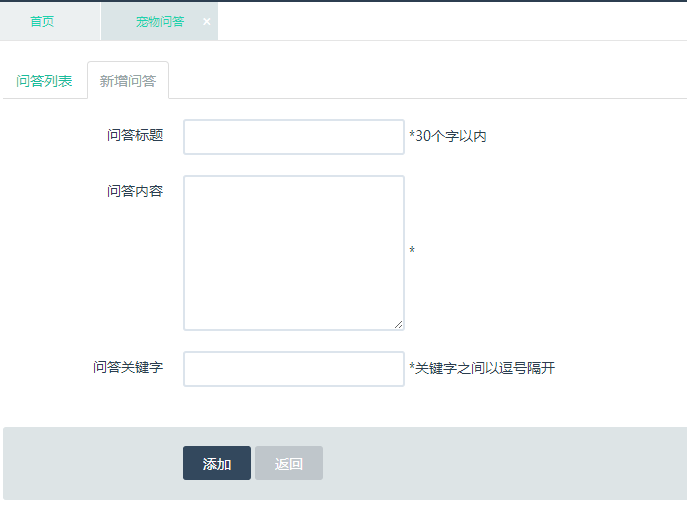 首页 宠物问答 ×
问答列表 新增问答
问答标题 *30个字以内
问答内容 *
问答关键字 *关键字之间以逗号隔开
添加 返回